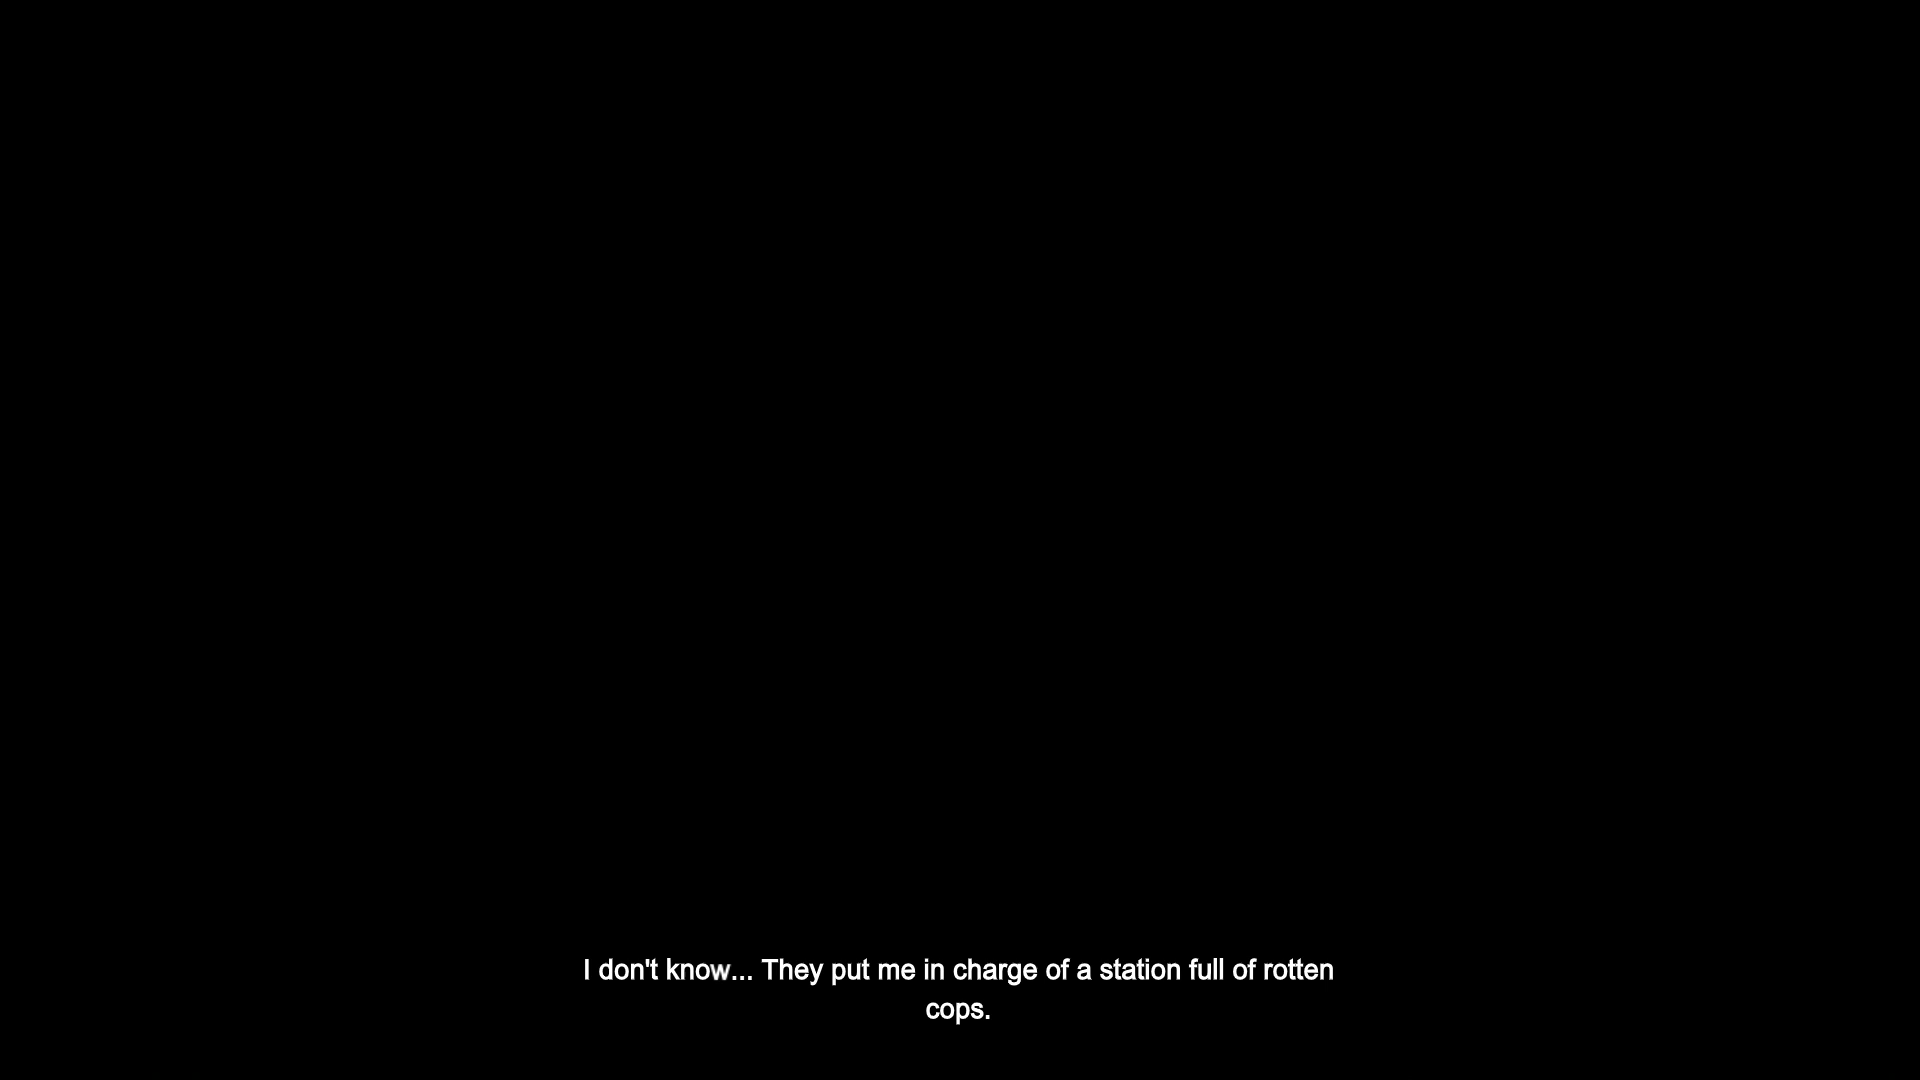 I don't know... They put me in charge of a station full of rotten
cops.